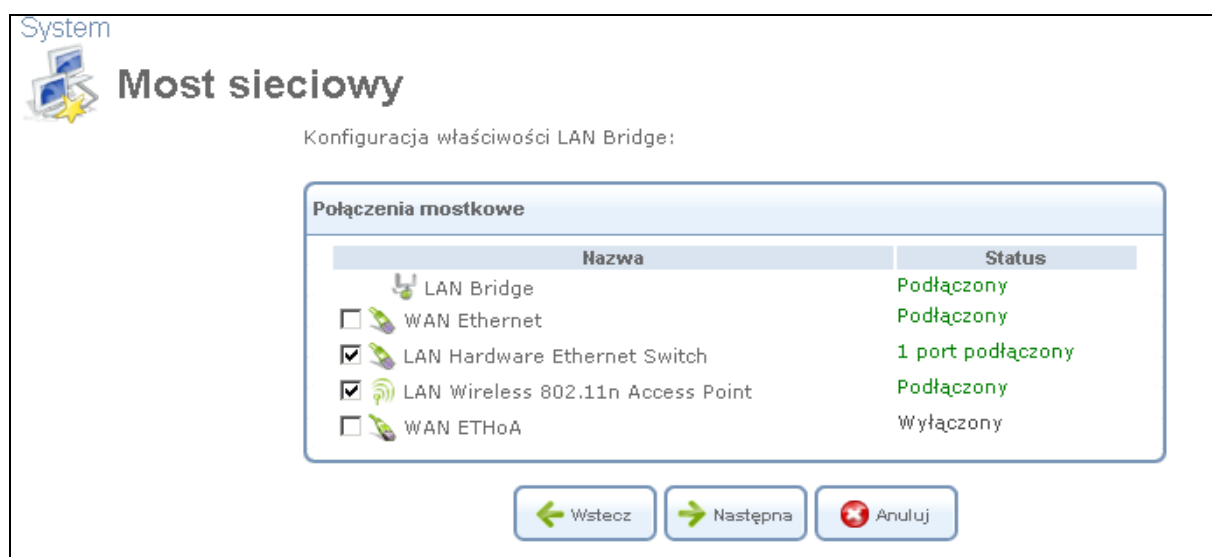 System
Most sieciowy
Konfiguracja właściwości LAN Bridge:
Połączenia mostkowe
Nazwa Status
LAN Bridge Podłączony
WAN Ethernet Podłączony
LAN Hardware Ethernet Switch 1 port podłączony
LAN Wireless 802.11n Access Point Podłączony
WAN ETHoA Wyłączony
Wstecz Następna Anuluj